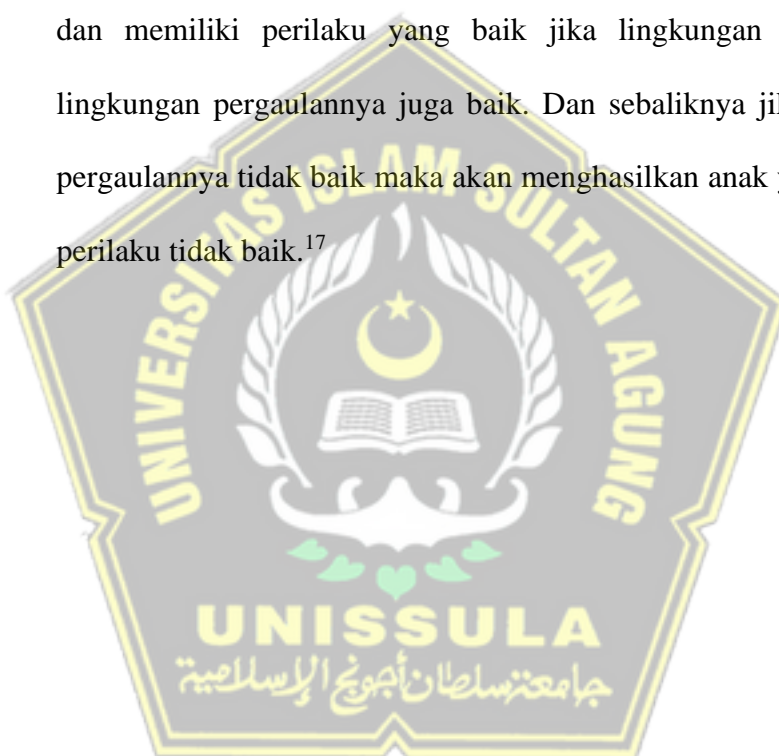 dan memiliki perilaku yang baik jika lingkungan
lingkungan pergaulannya juga baik. Dan sebaliknya
pergaulannya tidak baik maka akan menghasilkan anak
perilaku tidak baik.17
UNIVERSITAS ISLAM SULTAN AGUNG
UNISSULA
جامعة سلطان أجونج الإسلامية